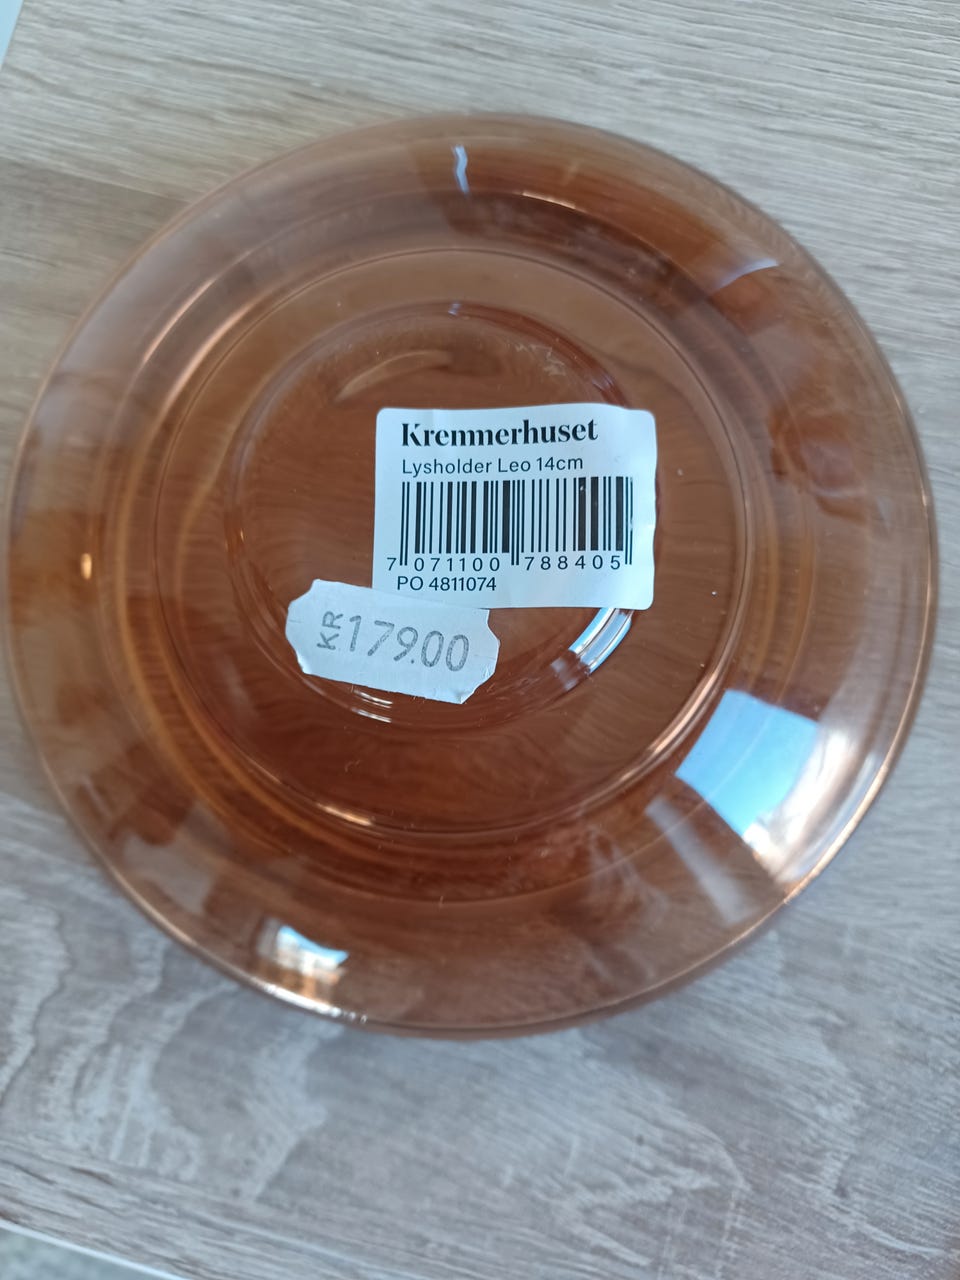 Kremmerhuset
Lysholder Leo 14cm
7 071100 788405
PO 4811074
KR 179.00